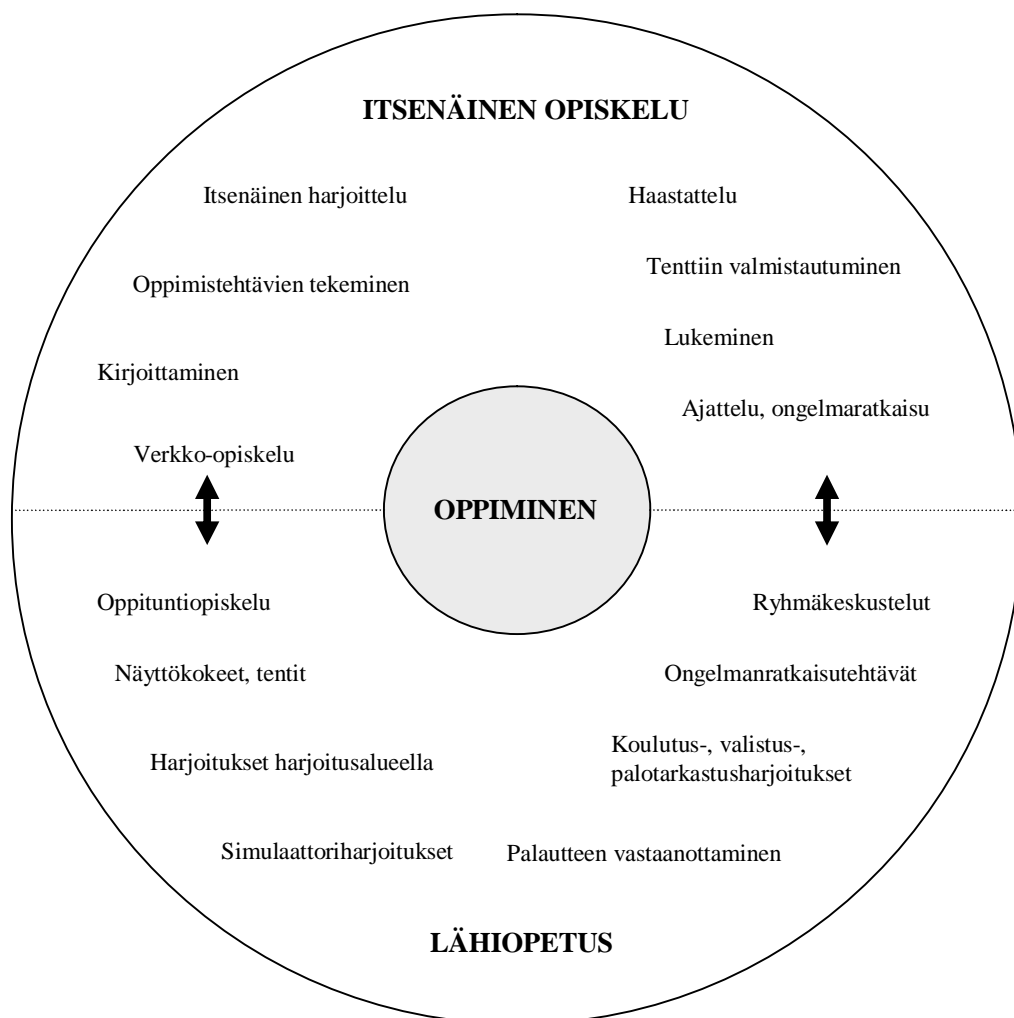 ITSENÄINEN OPISKELU
Itsenäinen harjoittelu
Haastattelu
Oppimistehtävien tekeminen
Tenttiin valmistautuminen
Kirjoittaminen
Lukeminen
Verkko-opiskelu
Ajattelu, ongelmaratkaisu
OPPIMINEN
Oppituntiopiskelu
Ryhmäkeskustelut
Näyttökokeet, tentit
Ongelmanratkaisutehtävät
Harjoitukset harjoitusalueella
Koulutus-, valistus-,
palotarkastusharjoitukset
Simulaattoriharjoitukset
Palautteen vastaanottaminen
LÄHIOPETUS